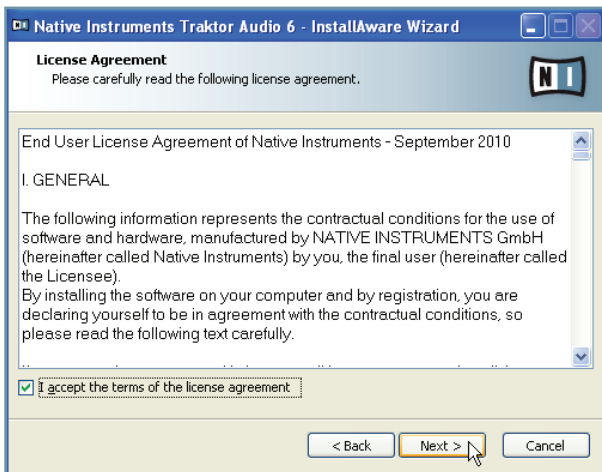 Native Instruments Traktor Audio 6 - InstallAware Wizard
License Agreement
Please carefully read the following license agreement.
N I
End User License Agreement of Native Instruments - September 2010
I. GENERAL
The following information represents the contractual conditions for the use of
software and hardware, manufactured by NATIVE INSTRUMENTS GmbH
(hereinafter called Native Instruments) by you, the final user (hereinafter called
the Licensee).
By installing the software on your computer and by registration, you are
declaring yourself to be in agreement with the contractual conditions, so
please read the following text carefully.
I accept the terms of the license agreement
< Back Next > Cancel